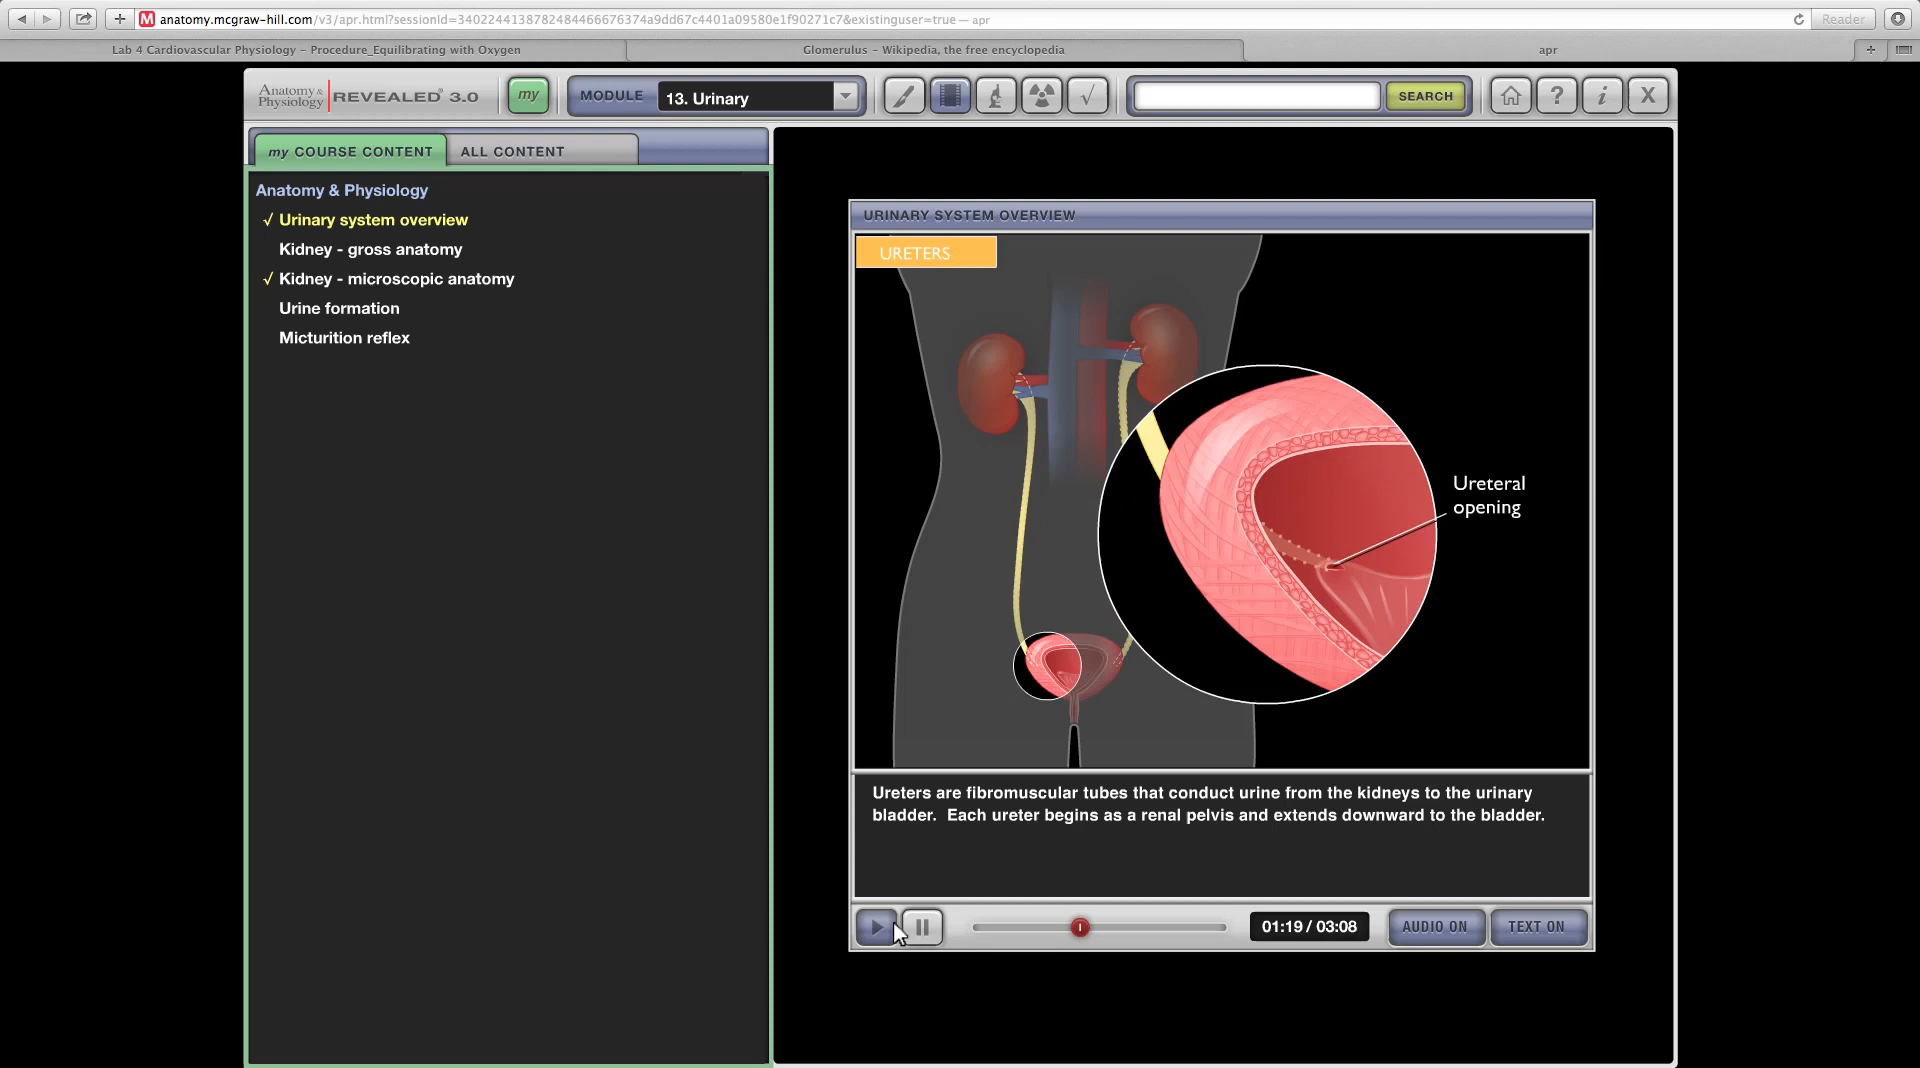 anatomy.mcgraw-hill.com/v3/apr.html?sessionId=3402244138782484466676374a9dd67c4401a09580e1f90271c7&existinguser=true — apr
Reader
Lab 4 Cardiovascular Physiology – Procedure_Equilibrating with Oxygen
Glomerulus – Wikipedia, the free encyclopedia
apr
Anatomy & Physiology REVEALED® 3.0
my
MODULE
13. Urinary
SEARCH
? i X
my COURSE CONTENT
ALL CONTENT
Anatomy & Physiology
√ Urinary system overview
Kidney - gross anatomy
√ Kidney - microscopic anatomy
Urine formation
Micturition reflex
URINARY SYSTEM OVERVIEW
URETERS
Ureteral
opening
Ureters are fibromuscular tubes that conduct urine from the kidneys to the urinary
bladder. Each ureter begins as a renal pelvis and extends downward to the bladder.
01:19 / 03:08
AUDIO ON
TEXT ON